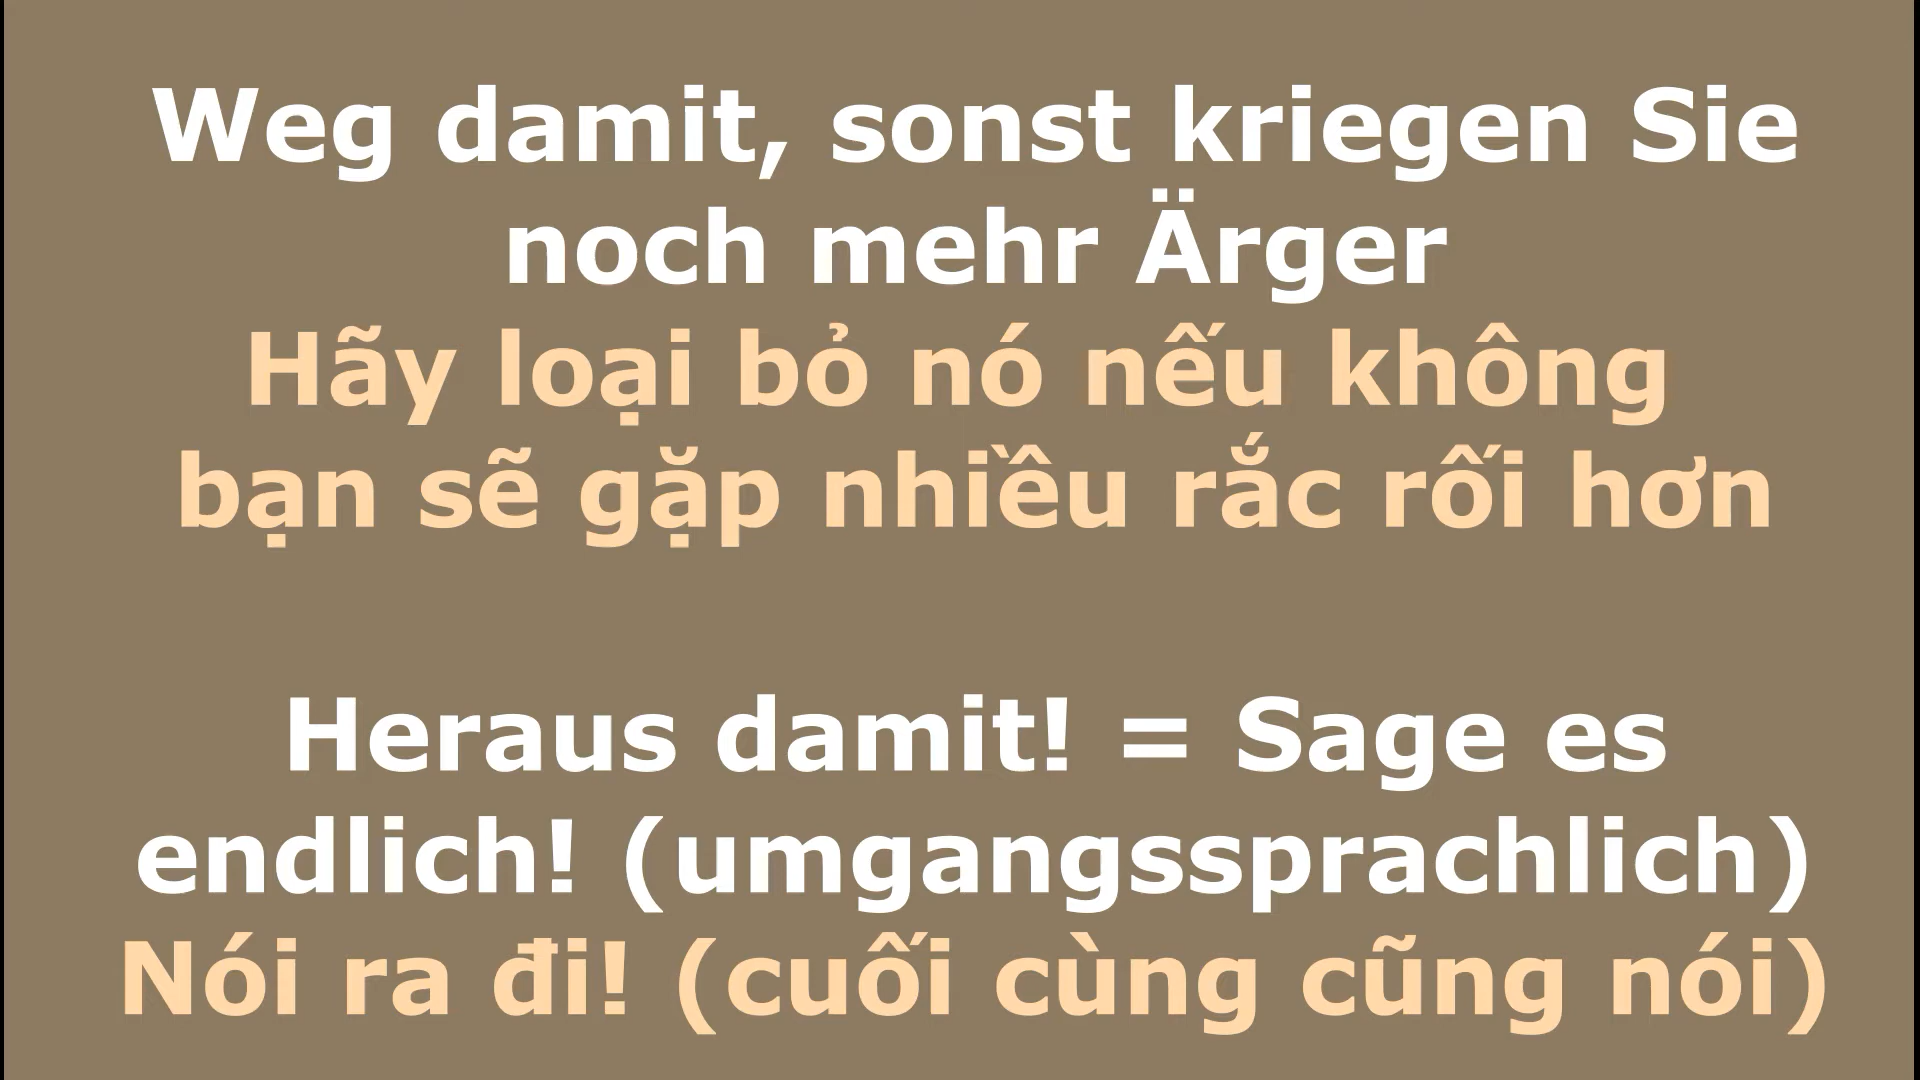 Weg damit, sonst kriegen Sie
noch mehr Ärger
Hãy loại bỏ nó nếu không
bạn sẽ gặp nhiều rắc rối hơn
Heraus damit! = Sage es
endlich! (umgangssprachlich)
Nói ra đi! (cuối cùng cũng nói)